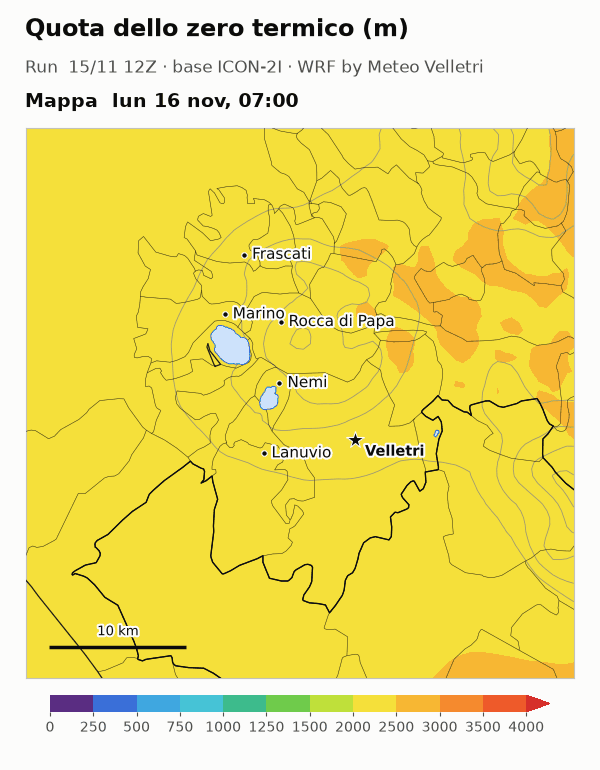 Quota dello zero termico (m)
Run 15/11 12Z · base ICON-2I · WRF by Meteo Velletri
Mappa lun 16 nov, 07:00
Frascati
Marino
Rocca di Papa
Nemi
Velletri
Lanuvio
10 km
0 250 500 750 1000 1250 1500 2000 2500 3000 3500 4000